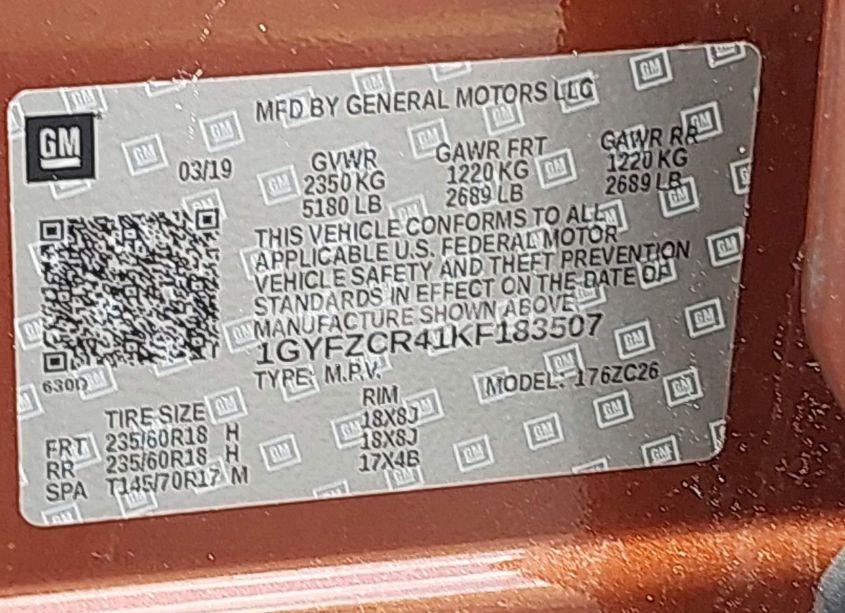 MFD BY GENERAL MOTORS LLC
GM
03/19
GVWR GAWR FRT GAWR RR
2350 KG 1220 KG 1220 KG
5180 LB 2689 LB 2689 LB
THIS VEHICLE CONFORMS TO ALL
APPLICABLE U.S. FEDERAL MOTOR
VEHICLE SAFETY AND THEFT PREVENTION
STANDARDS IN EFFECT ON THE DATE OF
MANUFACTURE SHOWN ABOVE
1GYFZCR41KF183507
630D
TYPE: M.P.V. MODEL: 176ZC26
TIRE SIZE RIM
FRT 235/60R18 H 18X8J
RR 235/60R18 H 18X8J
SPA T145/70R17 M 17X4B